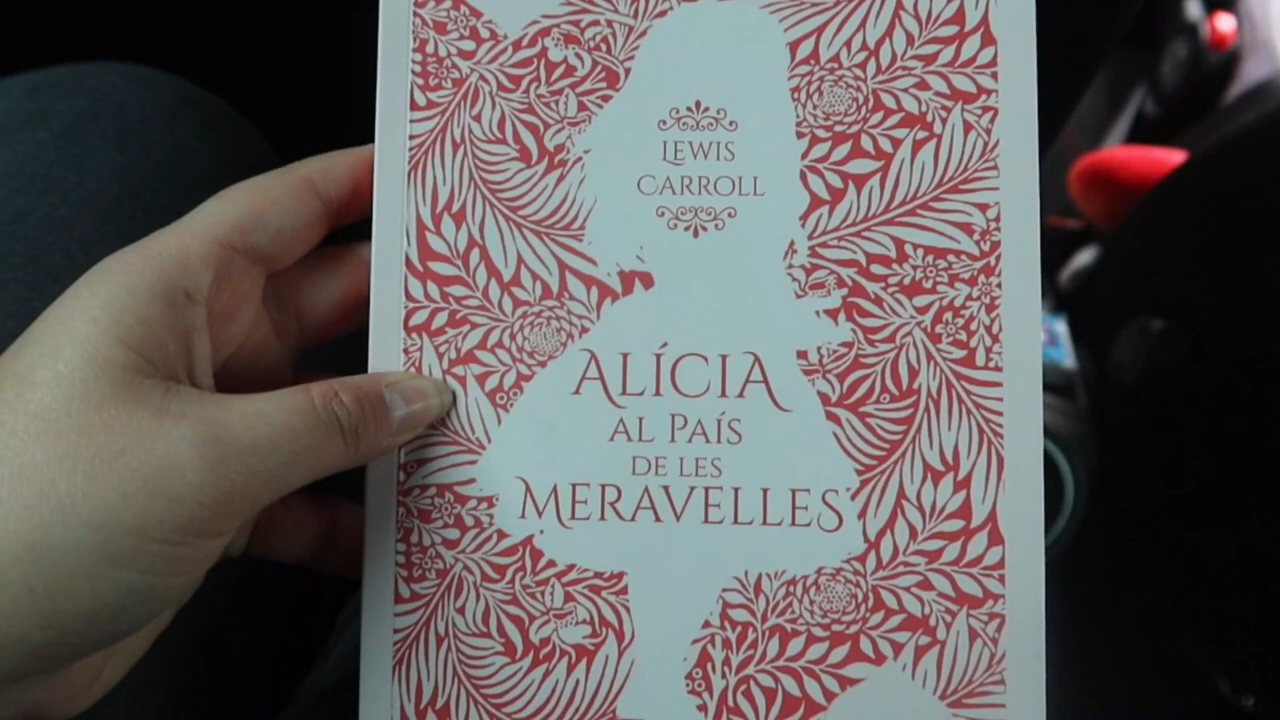 LEWIS
CARROLL
ALÍCIA
AL PAÍS
DE LES
MERAVELLES